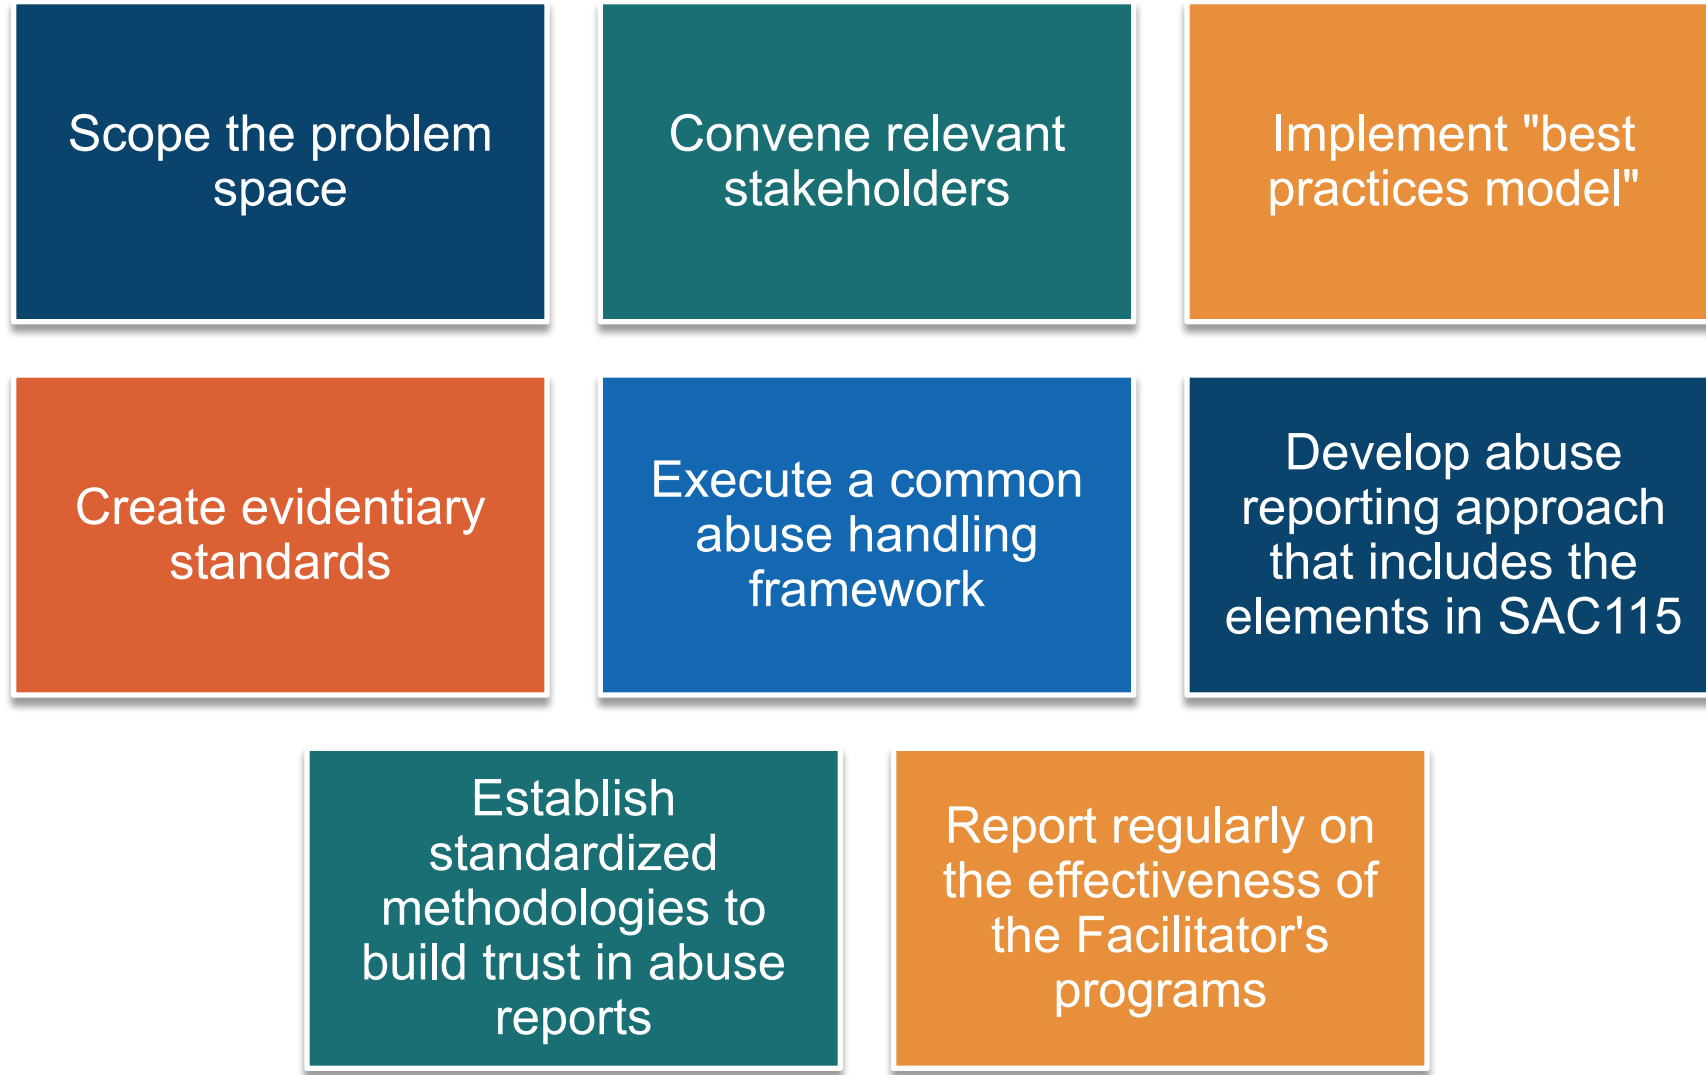 Scope the problem
space
Convene relevant
stakeholders
Implement "best
practices model"
Create evidentiary
standards
Execute a common
abuse handling
framework
Develop abuse
reporting approach
that includes the
elements in SAC115
Establish
standardized
methodologies to
build trust in abuse
reports
Report regularly on
the effectiveness of
the Facilitator's
programs